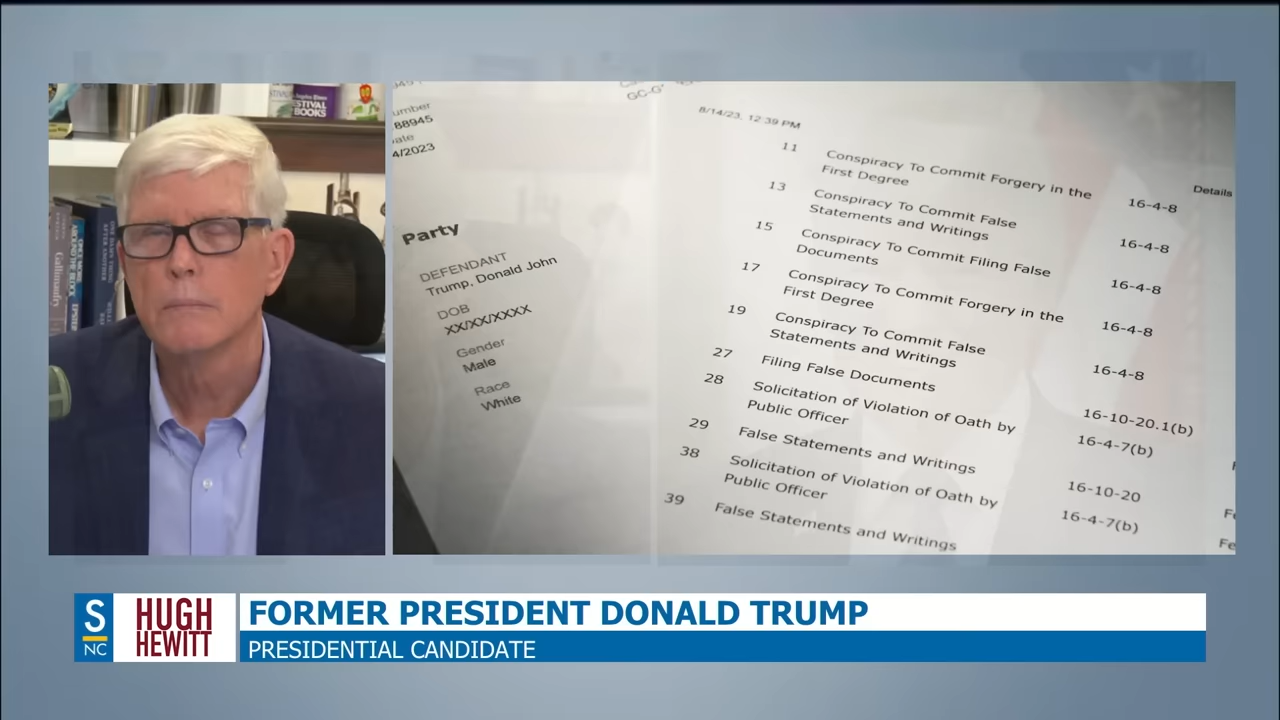 FESTIVAL
BOOKS
umber
88945
ate
4/2023
Party
DEFENDANT
Trump, Donald John
DOB
XX/XX/XXXX
Gender
Male
Race
White
8/14/23, 12:39 PM
Details
11 Conspiracy To Commit Forgery in the 16-4-8
First Degree
13 Conspiracy To Commit False 16-4-8
Statements and Writings
15 Conspiracy To Commit Filing False 16-4-8
Documents
17 Conspiracy To Commit Forgery in the 16-4-8
First Degree
19 Conspiracy To Commit False 16-4-8
Statements and Writings
27 Filing False Documents 16-10-20.1(b)
28 Solicitation of Violation of Oath by 16-4-7(b)
Public Officer
29 False Statements and Writings 16-10-20
38 Solicitation of Violation of Oath by 16-4-7(b) Fe
Public Officer
39 False Statements and Writings Fe
S
NC
HUGH
HEWITT
FORMER PRESIDENT DONALD TRUMP
PRESIDENTIAL CANDIDATE